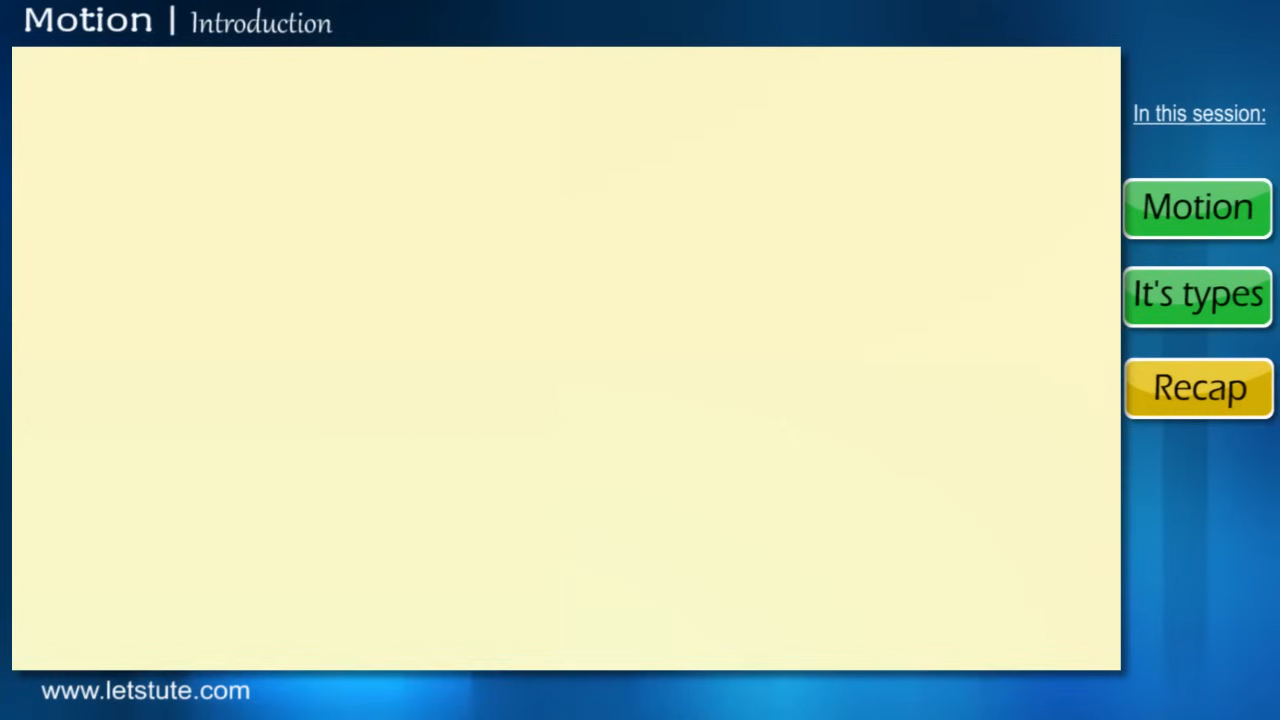 Motion | Introduction
In this session:
Motion
It's types
Recap
www.letstute.com